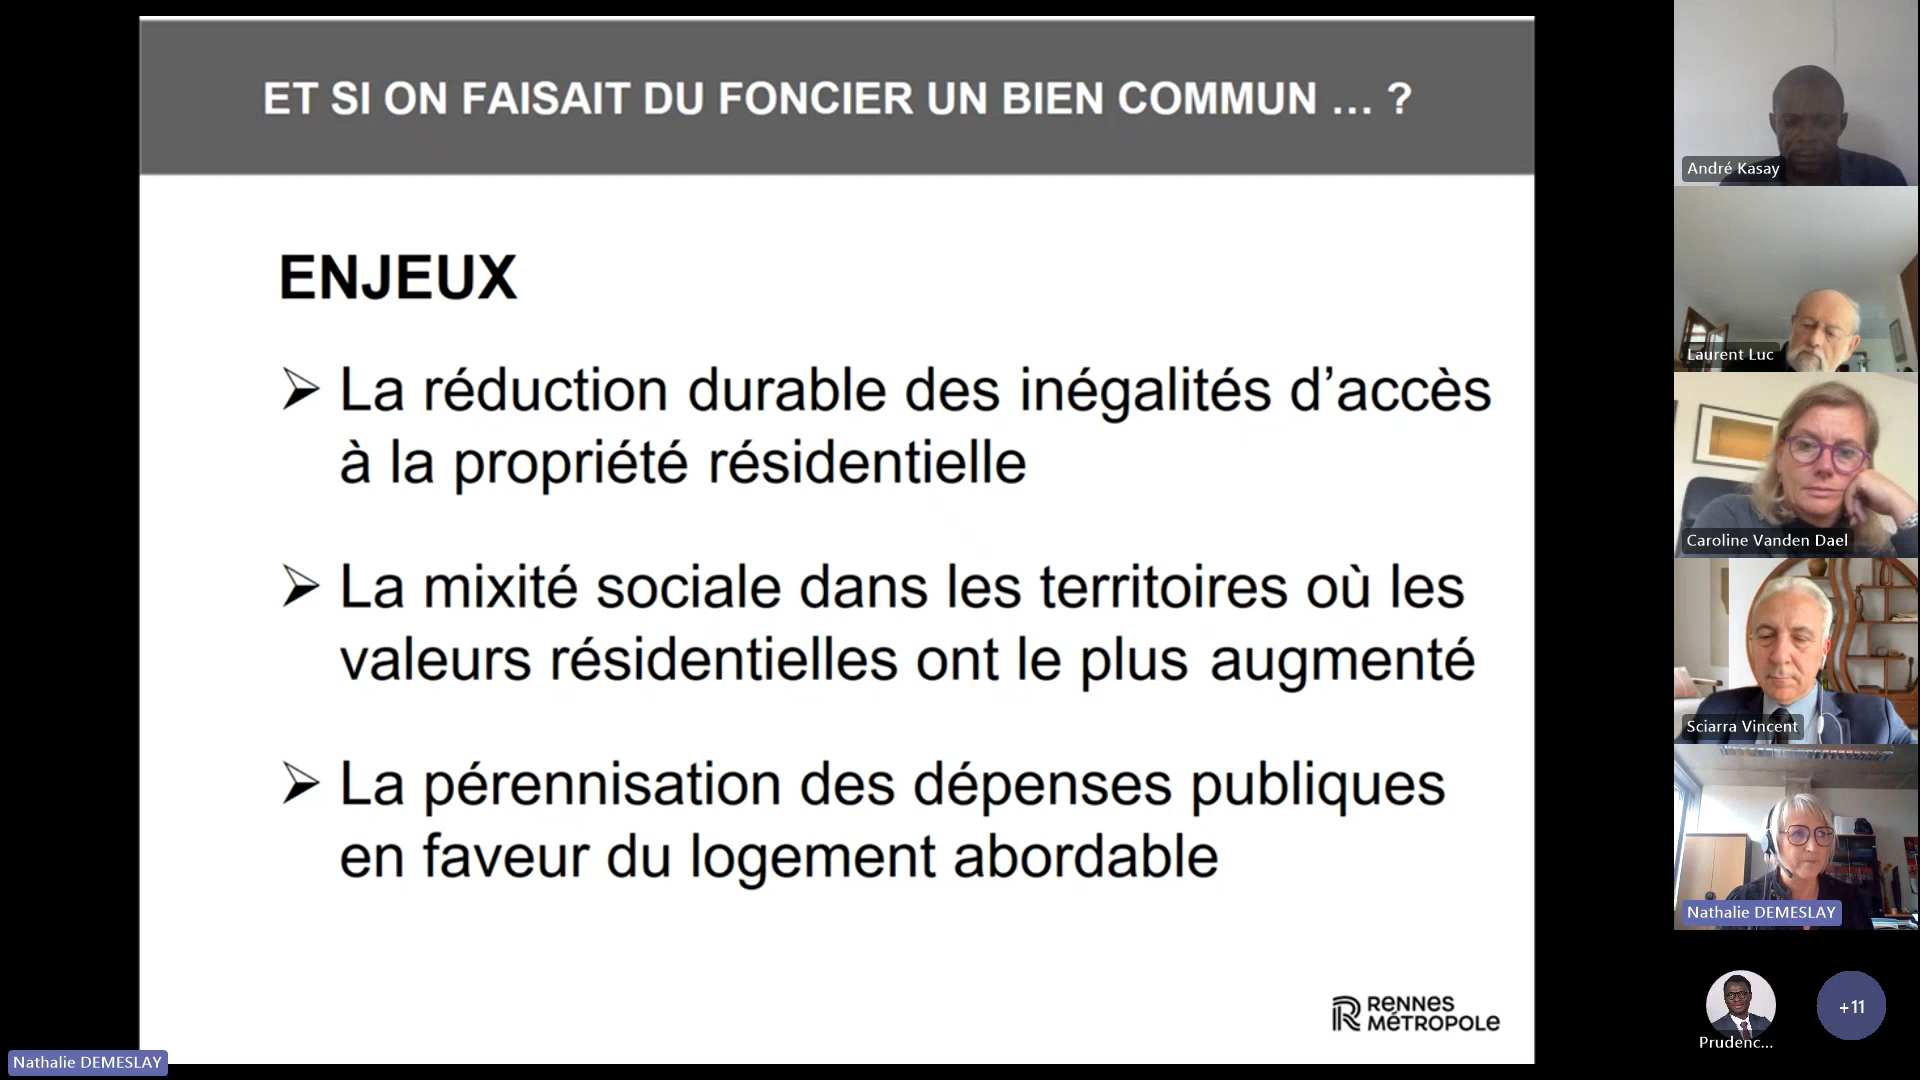 ET SI ON FAISAIT DU FONCIER UN BIEN COMMUN ... ?
ENJEUX
➢ La réduction durable des inégalités d’accès
à la propriété résidentielle
➢ La mixité sociale dans les territoires où les
valeurs résidentielles ont le plus augmenté
➢ La pérennisation des dépenses publiques
en faveur du logement abordable
RENNES
MÉTROPOLE
Nathalie DEMESLAY
André Kasay
Laurent Luc
Caroline Vanden Dael
Sciarra Vincent
Nathalie DEMESLAY
Prudenc...
+11